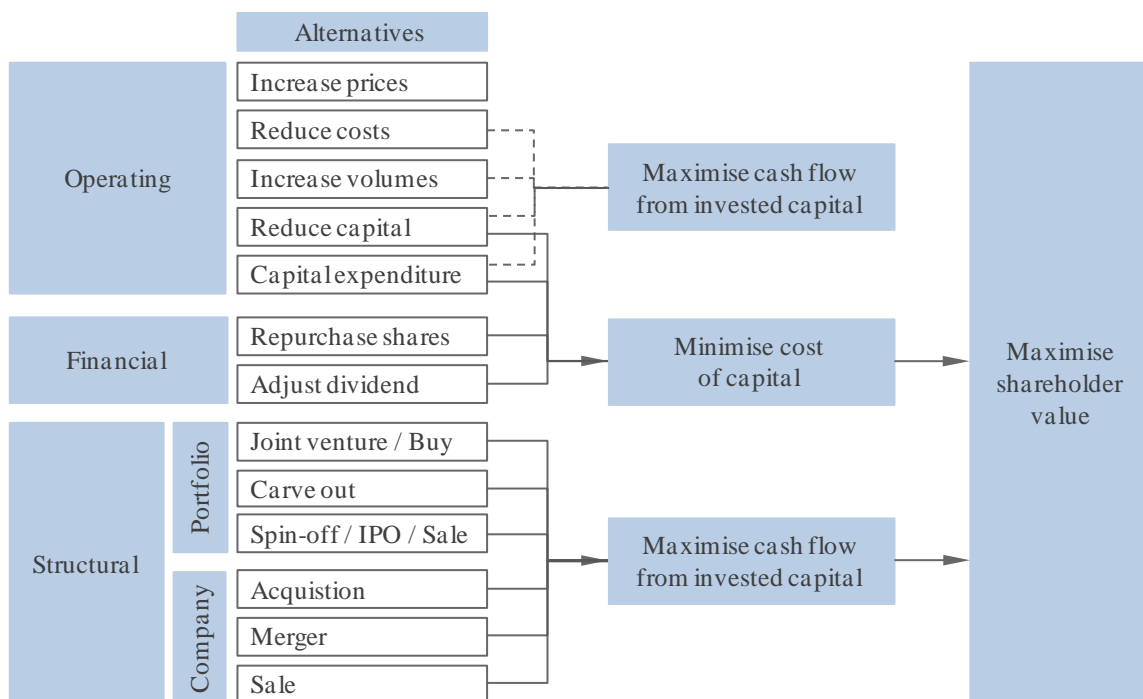 Alternatives
Operating
Increase prices
Reduce costs
Increase volumes
Reduce capital
Capital expenditure
Maximise cash flow
from invested capital
Financial
Repurchase shares
Adjust dividend
Minimise cost
of capital
Maximise
shareholder
value
Structural
Portfolio
Joint venture / Buy
Carve out
Spin-off / IPO / Sale
Company
Acquistion
Merger
Sale
Maximise cash flow
from invested capital